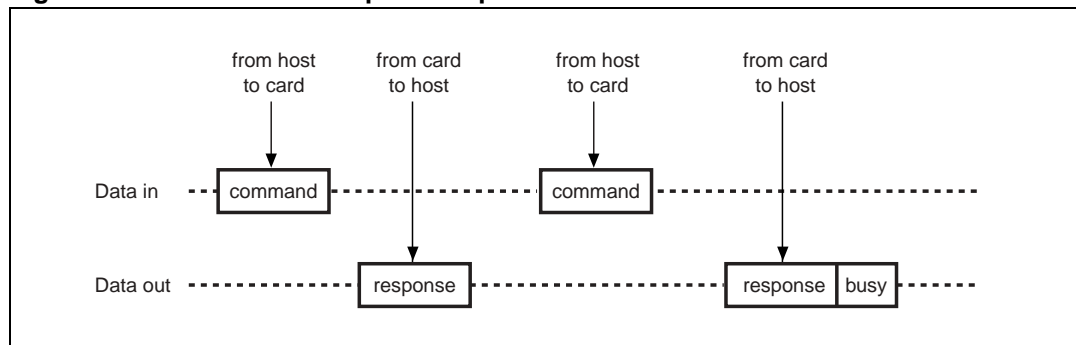 from host
to card
from card
to host
from host
to card
from card
to host
Data in
command
command
Data out
response
response
busy